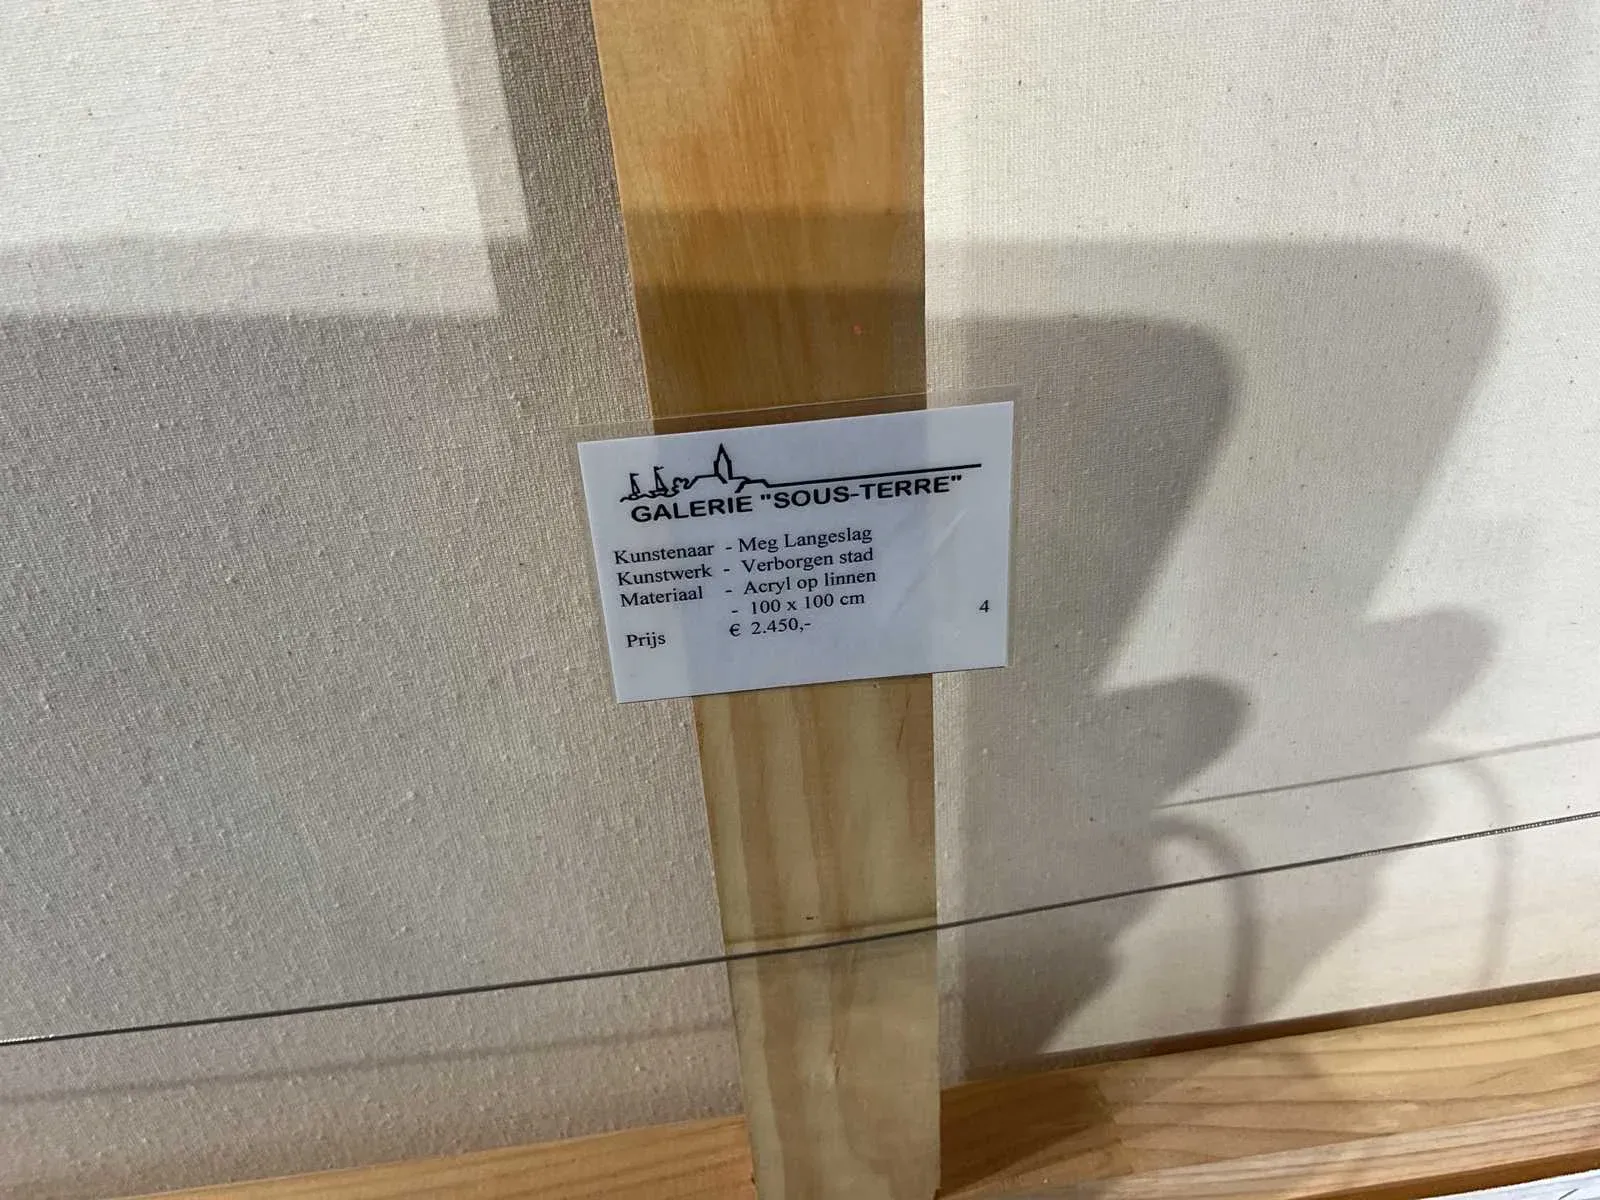 GALERIE "SOUS-TERRE"
Kunstenaar - Meg Langeslag
Kunstwerk - Verborgen stad
Materiaal - Acryl op linnen
- 100 x 100 cm
Prijs € 2.450,-
4